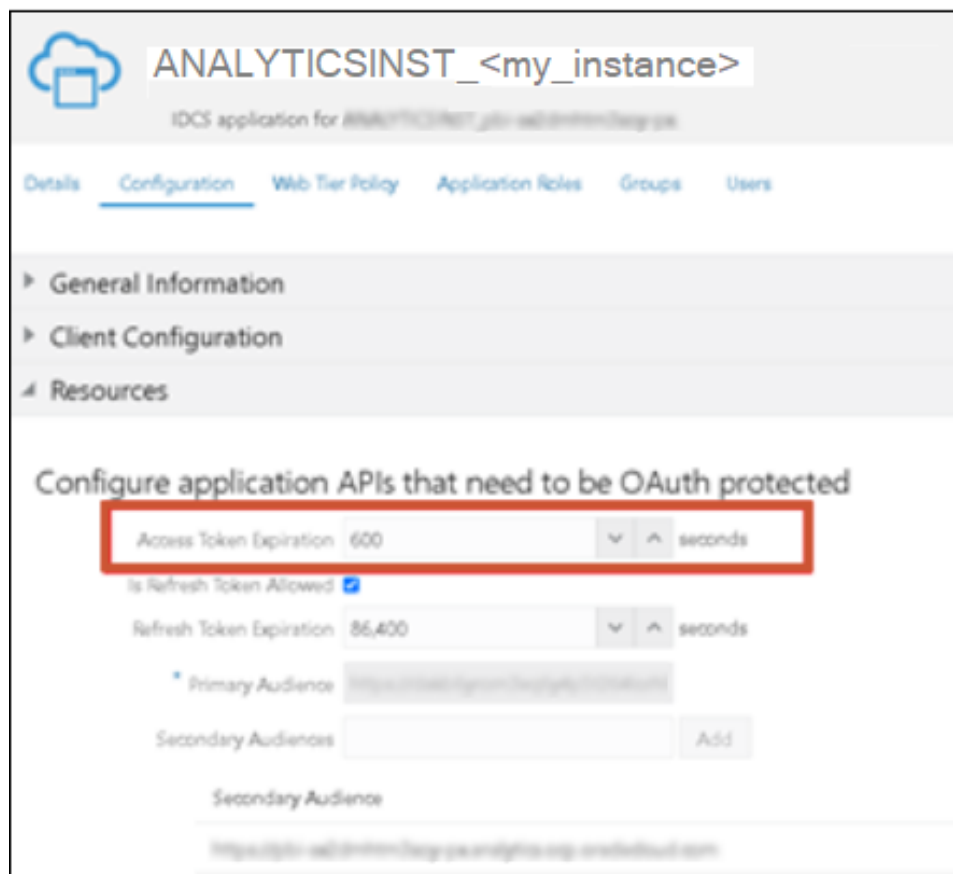 ANALYTICSINST_<my_instance>
IDCS application for
Details Configuration Web Tier Policy Application Roles Groups Users
General Information
Client Configuration
Resources
Configure application APIs that need to be OAuth protected
Access Token Expiration 600 seconds
Is Refresh Token Allowed
Refresh Token Expiration 86,400 seconds
* Primary Audience
Secondary Audiences Add
Secondary Audience